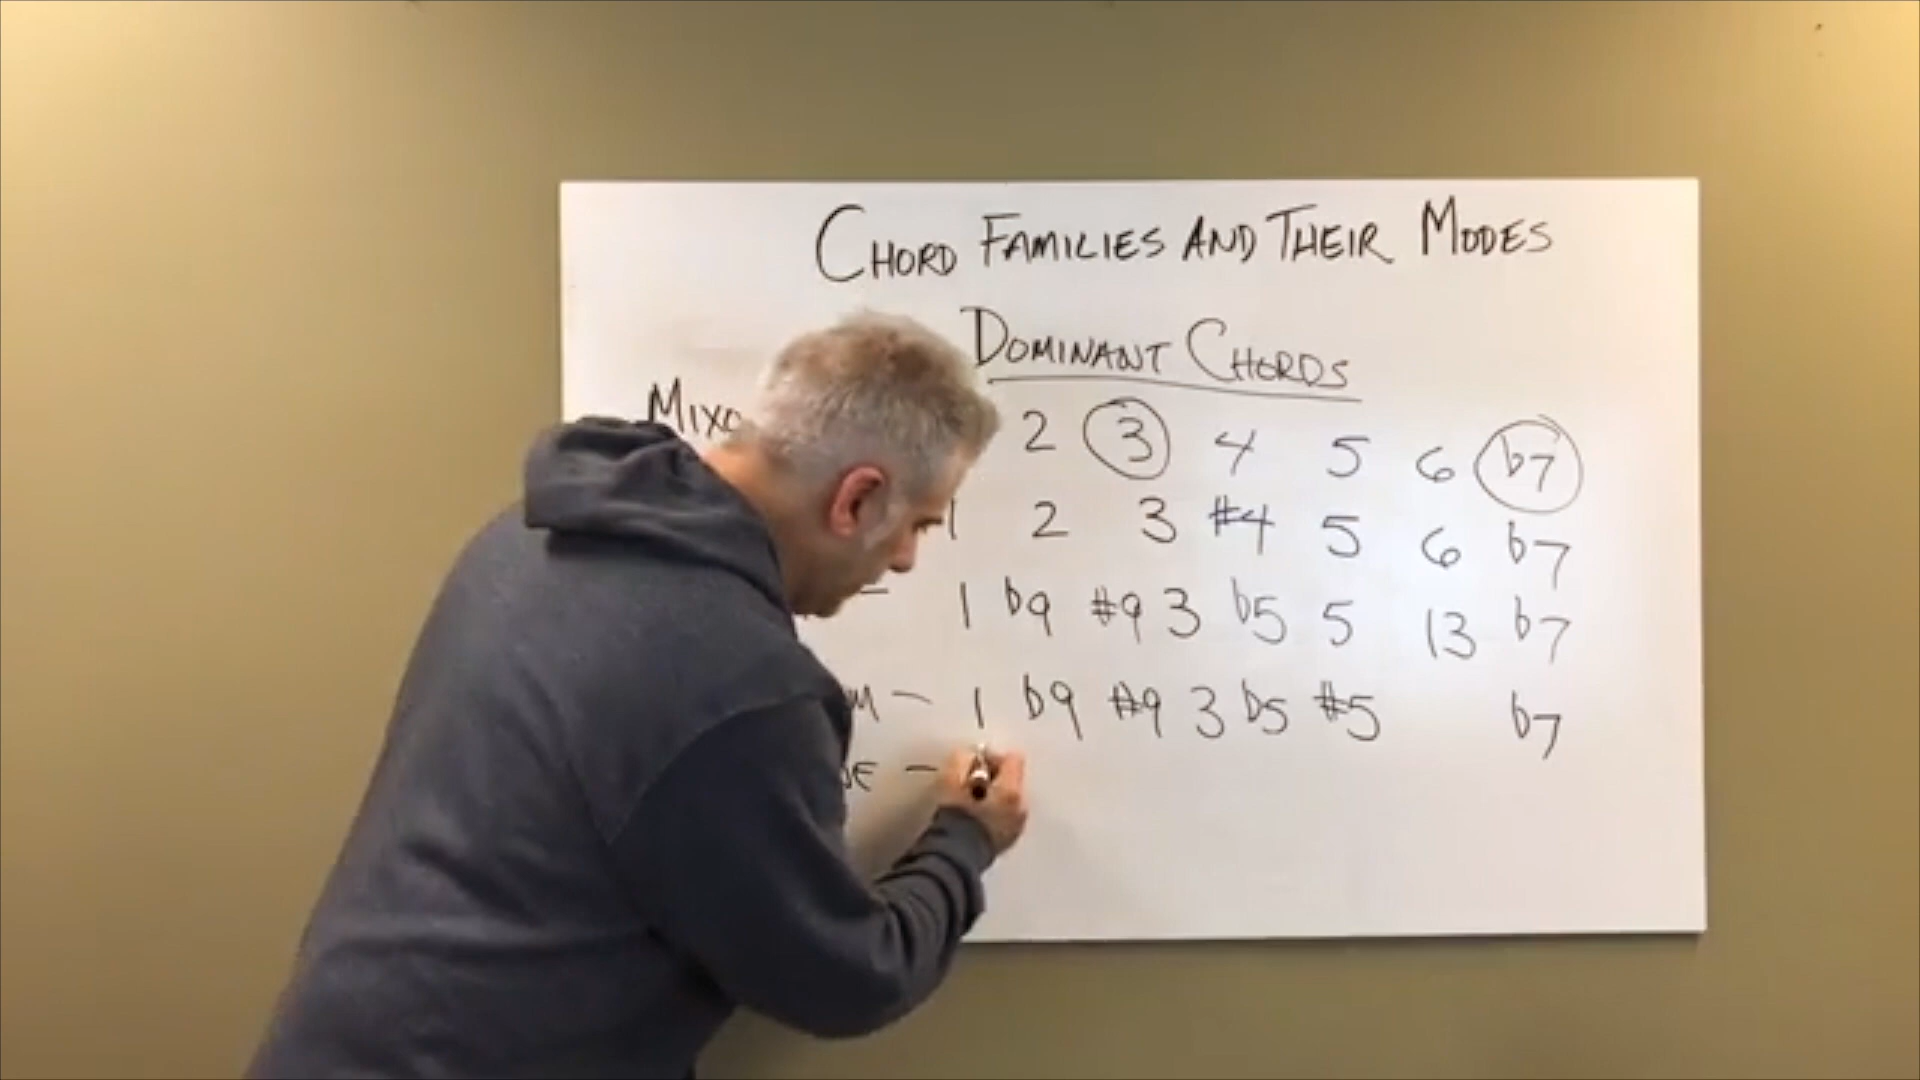 CHORD FAMILIES AND THEIR MODES
DOMINANT CHORDS
2 3 4 5 6 b7
1 2 3 #4 5 6 b7
– 1 b9 #9 3 b5 5 13 b7
– 1 b9 #9 3 b5 #5 b7
–